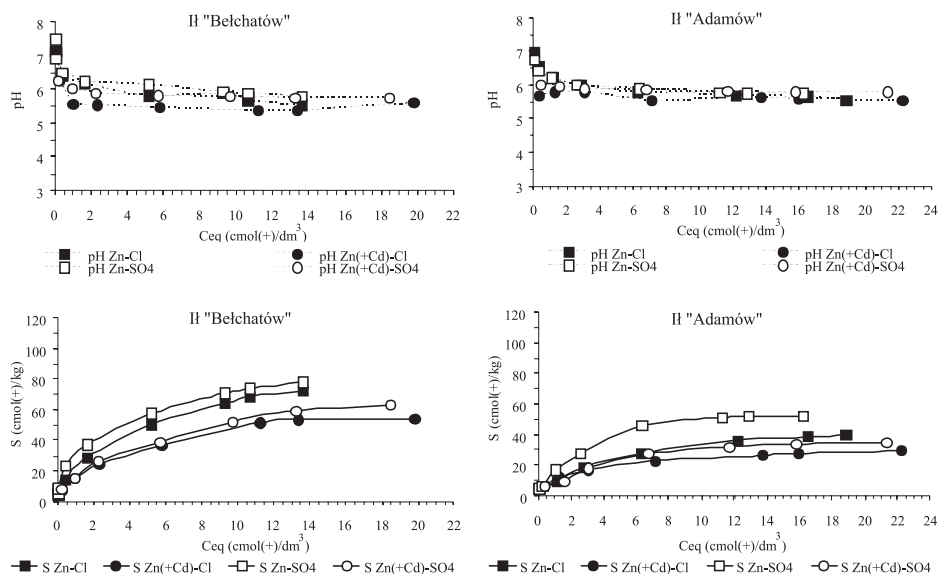 Ił "Bełchatów"
8
7
6
5
4
3
pH
0 2 4 6 8 10 12 14 16 18 20 22
Ceq (cmol(+)/dm3
pH Zn-Cl
pH Zn(+Cd)-Cl
pH Zn-SO4
pH Zn(+Cd)-SO4
Ił "Adamów"
8
7
6
5
4
3
pH
0 2 4 6 8 10 12 14 16 18 20 22 24
Ceq (cmol(+)/dm3
pH Zn-Cl
pH Zn(+Cd)-Cl
pH Zn-SO4
pH Zn(+Cd)-SO4
Ił "Bełchatów"
120
100
80
60
40
20
0
S (cmol(+)/kg)
0 2 4 6 8 10 12 14 16 18 20 22
Ceq (cmol(+)/dm3
S Zn-Cl S Zn(+Cd)-Cl S Zn-SO4 S Zn(+Cd)-SO4
Ił "Adamów"
120
100
80
60
50
30
10
0
S (cmol(+)/kg)
0 2 4 6 8 10 12 14 16 18 20 22 24
Ceq (cmol(+)/dm3
S Zn-Cl S Zn(+Cd)-Cl S Zn-SO4 S Zn(+Cd)-SO4